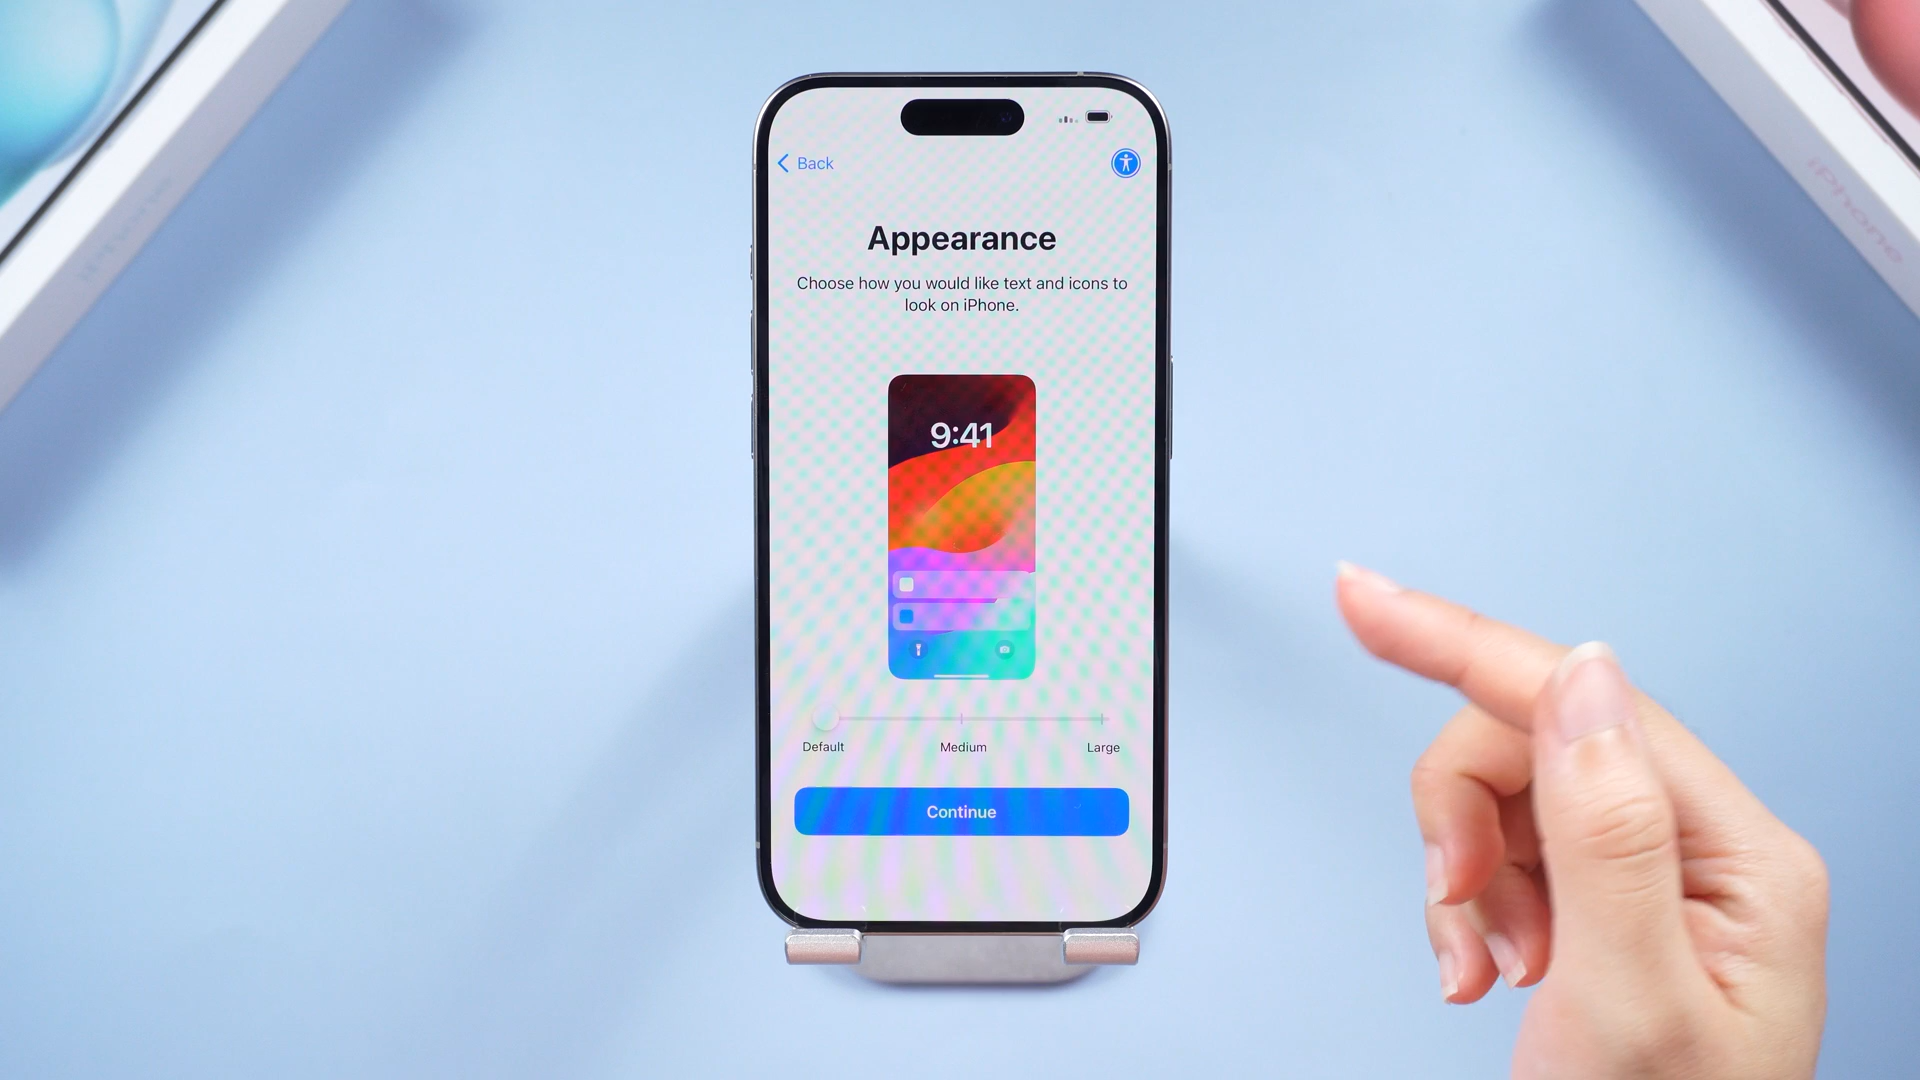 Back
Appearance
Choose how you would like text and icons to
look on iPhone.
9:41
Default
Medium
Large
Continue
iPhone